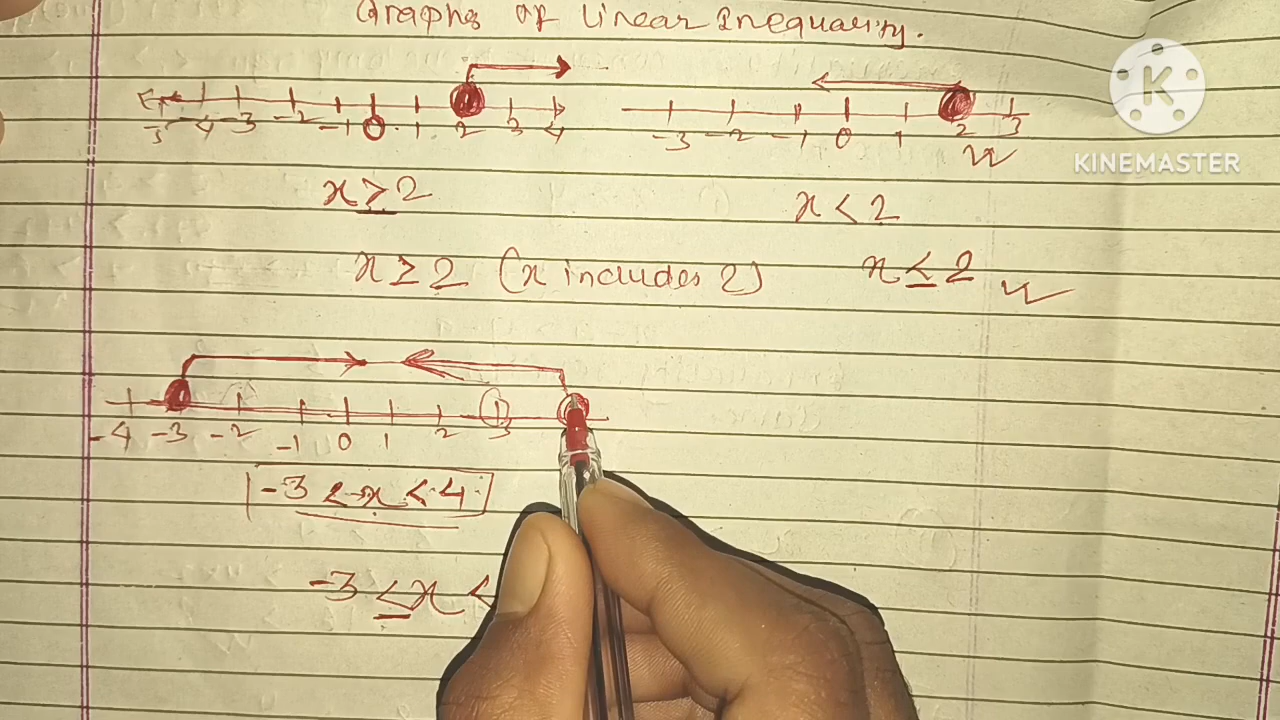 Graphs of Linear Inequality.
-5 -4 -3 -2 -1 0 1 2 3 4
-3 -2 -1 0 1 2 3
K
KINEMASTER
x ≥ 2
x < 2
x ≥ 2 (x includes 2)
x ≤ 2
-4 -3 -2 -1 0 1 2 3
-3 < x < 4
-3 ≤ x <